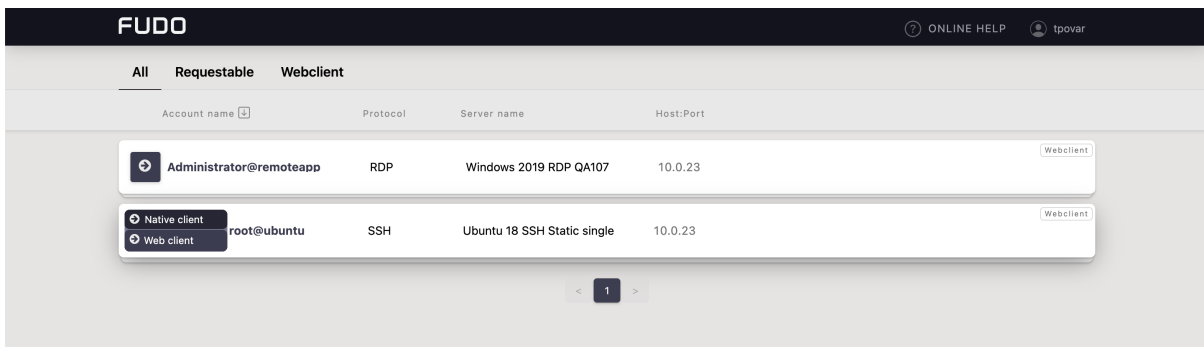 FUDO
ONLINE HELP tpovar
All Requestable Webclient
Account name Protocol Server name Host:Port
Webclient
Administrator@remoteapp RDP Windows 2019 RDP QA107 10.0.23
Webclient
Native client
root@ubuntu SSH Ubuntu 18 SSH Static single 10.0.23
Web client
< 1 >